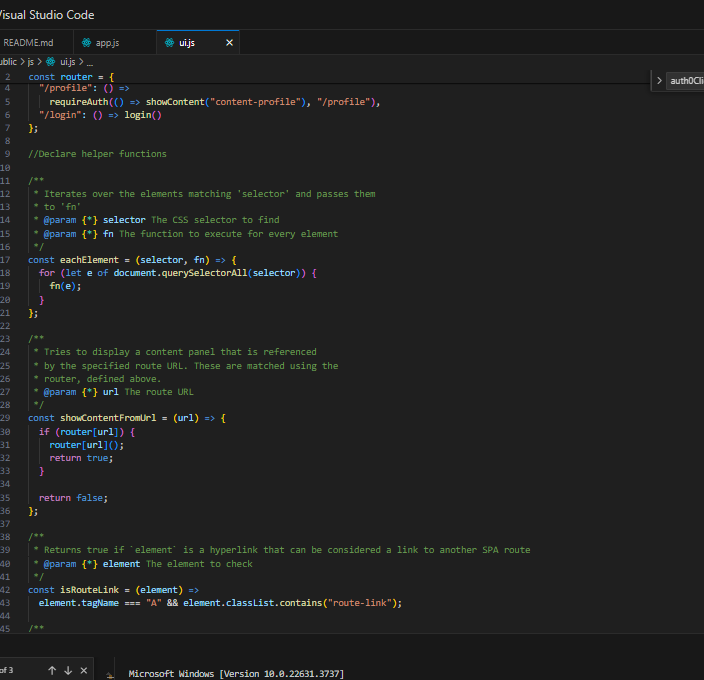 Visual Studio Code
README.md app.js ui.js ×
public > js > ui.js > ...
2 const router = {
4 "/profile": () =>
5 requireAuth(() => showContent("content-profile"), "/profile"),
6 "/login": () => login()
7 };
8
9 //Declare helper functions
10
11 /**
12 * Iterates over the elements matching 'selector' and passes them
13 * to 'fn'
14 * @param {*} selector The CSS selector to find
15 * @param {*} fn The function to execute for every element
16 */
17 const eachElement = (selector, fn) => {
18 for (let e of document.querySelectorAll(selector)) {
19 fn(e);
20 }
21 };
22
23 /**
24 * Tries to display a content panel that is referenced
25 * by the specified route URL. These are matched using the
26 * router, defined above.
27 * @param {*} url The route URL
28 */
29 const showContentFromUrl = (url) => {
30 if (router[url]) {
31 router[url]();
32 return true;
33 }
34
35 return false;
36 };
37
38 /**
39 * Returns true if `element` is a hyperlink that can be considered a link to another SPA route
40 * @param {*} element The element to check
41 */
42 const isRouteLink = (element) =>
43 element.tagName === "A" && element.classList.contains("route-link");
44
45 /**
> auth0Cli
of 3 ↑ ↓ ×
Microsoft Windows [Version 10.0.22631.3737]